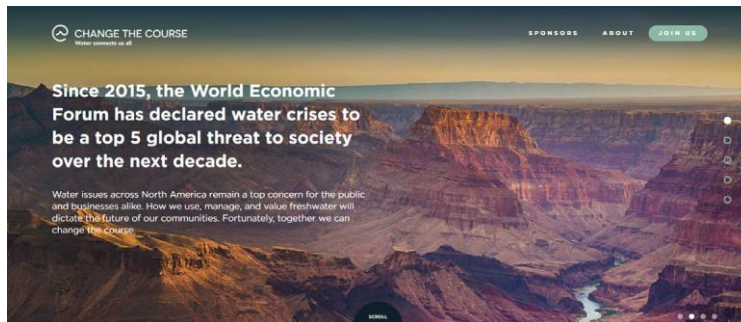 CHANGE THE COURSE
Water connects us all
SPONSORS ABOUT JOIN US
Since 2015, the World Economic
Forum has declared water crises to
be a top 5 global threat to society
over the next decade.
Water issues across North America remain a top concern for the public
and businesses alike. How we use, manage, and value freshwater will
dictate the future of our communities. Fortunately, together we can
change the course.
SCROLL